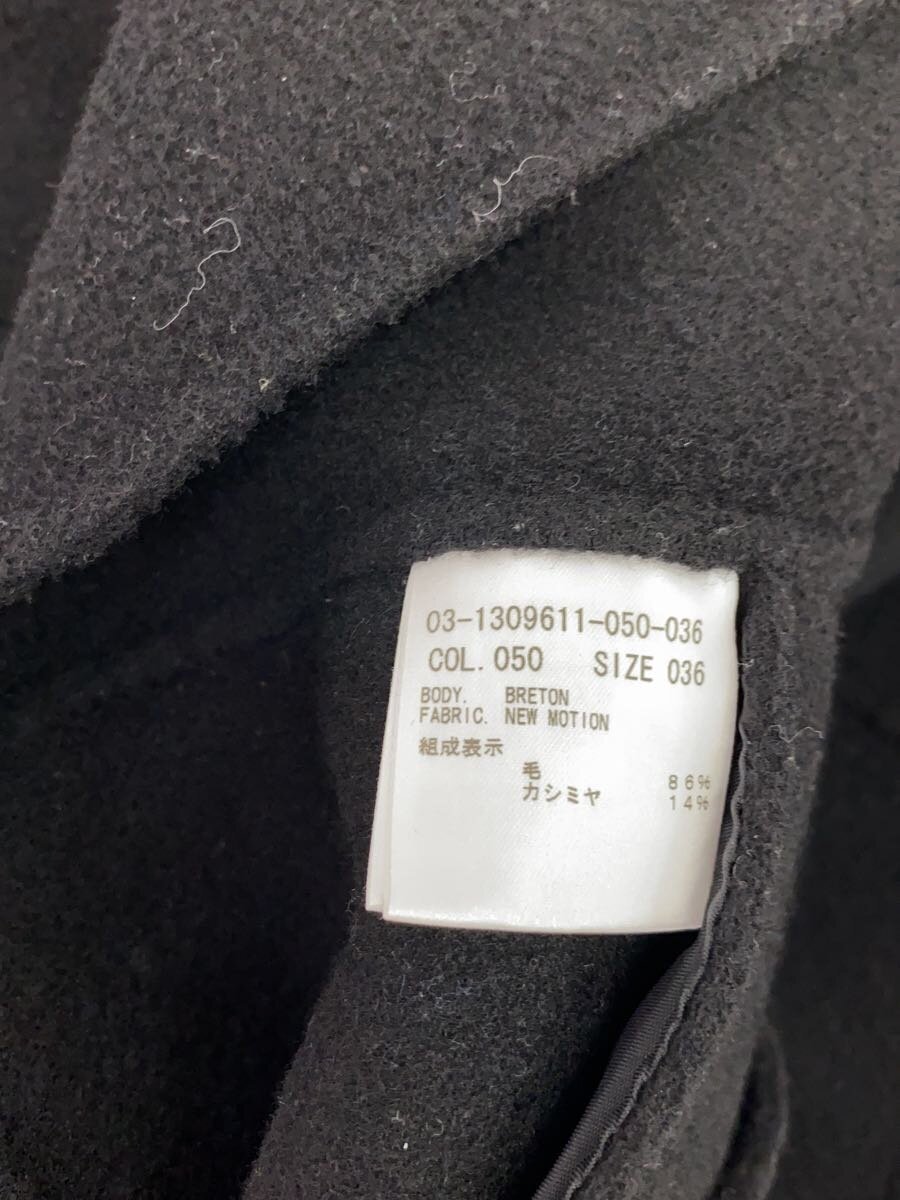 03-1309611-050-036
COL. 050 SIZE 036
BODY. BRETON
FABRIC. NEW MOTION
組成表示
毛 86%
カシミヤ 14%